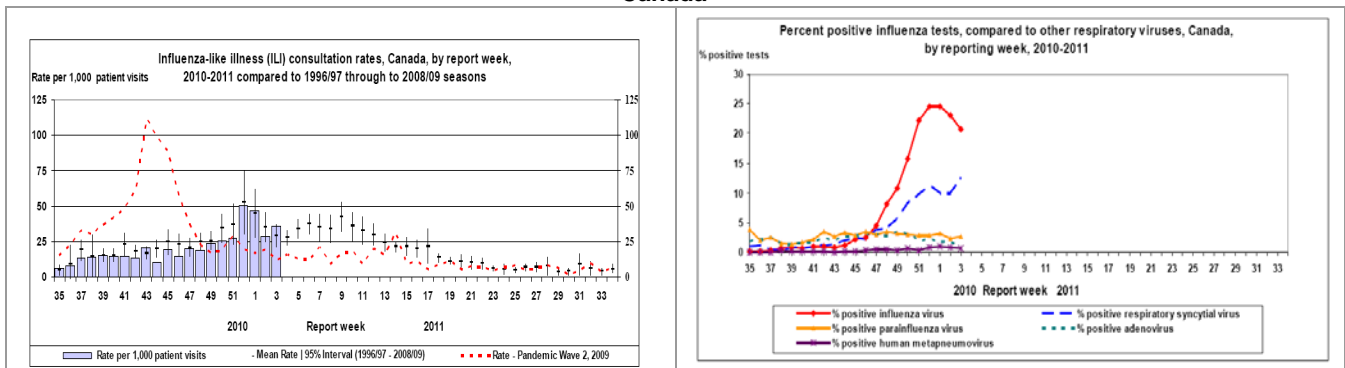 Canada
Influenza-like illness (ILI) consultation rates, Canada, by report week,
2010-2011 compared to 1996/97 through to 2008/09 seasons
Rate per 1,000 patient visits
125 125
100 100
75 75
50 50
25 25
0 0
35 37 39 41 43 45 47 49 51 1 3 5 7 9 11 13 15 17 19 21 23 25 27 29 31 33
2010 Report week 2011
Rate per 1,000 patient visits - Mean Rate | 95% Interval (1996/97 - 2008/09) Rate - Pandemic Wave 2, 2009
Percent positive influenza tests, compared to other respiratory viruses, Canada,
by reporting week, 2010-2011
% positive tests
30
25
20
15
10
5
0
35 37 39 41 43 45 47 49 51 1 3 5 7 9 11 13 15 17 19 21 23 25 27 29 31 33
2010 Report week 2011
% positive influenza virus % positive respiratory syncytial virus
% positive parainfluenza virus % positive adenovirus
% positive human metapneumovirus